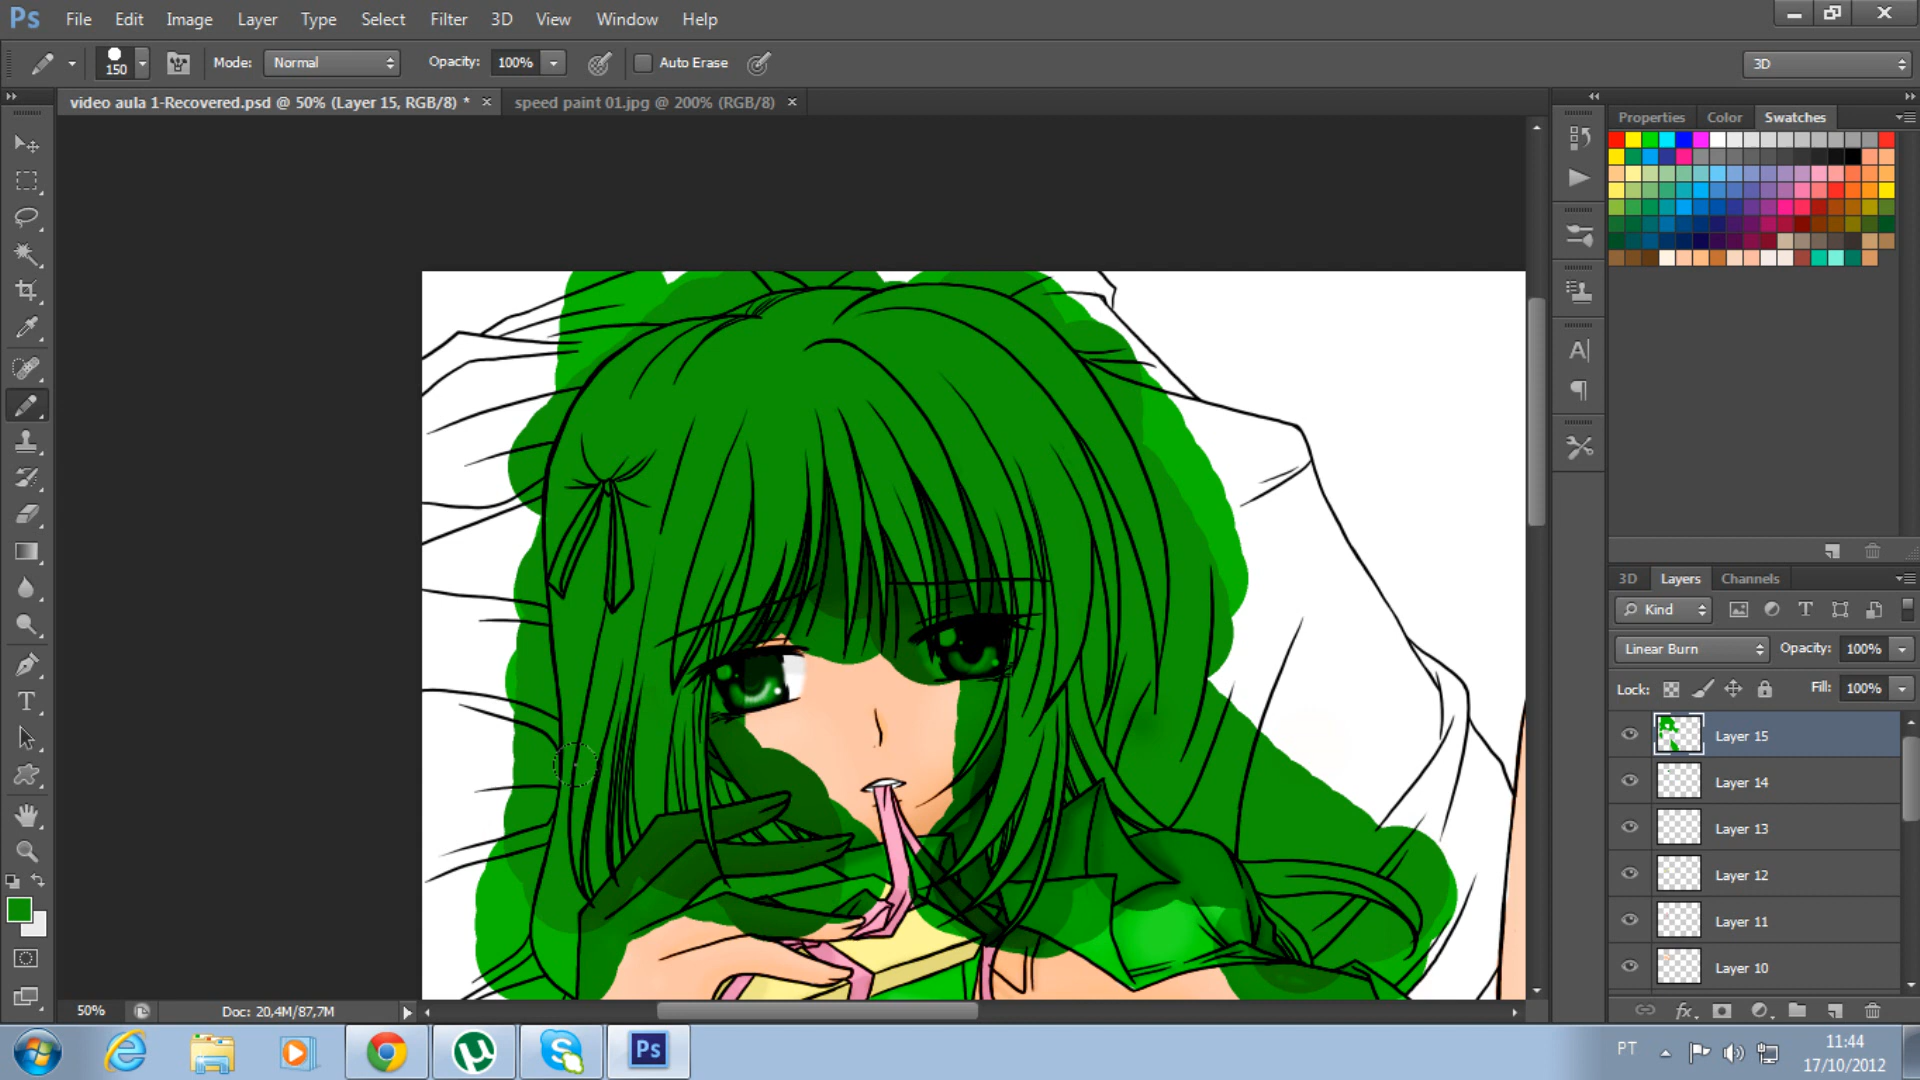 Ps File Edit Image Layer Type Select Filter 3D View Window Help
150 Mode: Normal Opacity: 100% Auto Erase 3D
video aula 1-Recovered.psd @ 50% (Layer 15, RGB/8) * × speed paint 01.jpg @ 200% (RGB/8) ×
Properties Color Swatches
3D Layers Channels
Kind
Linear Burn Opacity: 100%
Lock: Fill: 100%
Layer 15
Layer 14
Layer 13
Layer 12
Layer 11
Layer 10
50% Doc: 20,4M/87,7M
Ps PT 11:44
17/10/2012